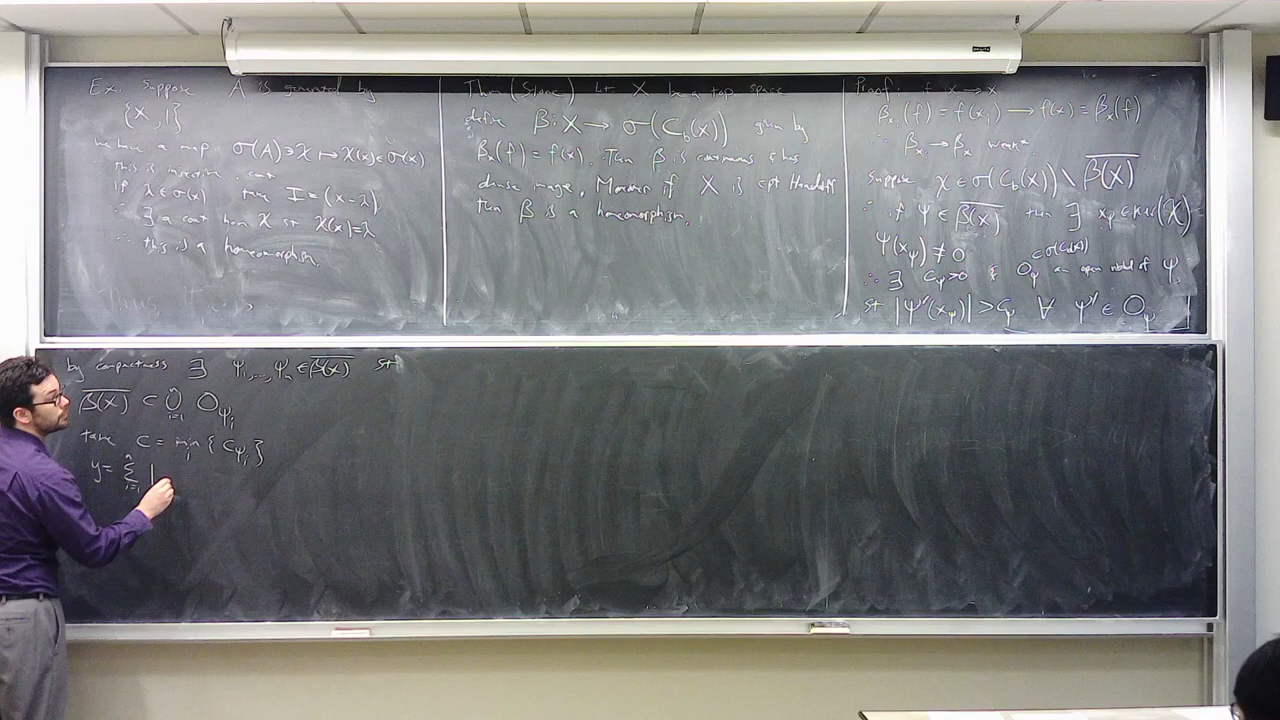 Ex. Suppose A is generated by
{x, 1}
we have a map σ(A)∋χ ↦ χ(x)∈σ(x)
this is injective, cont
if λ∈σ(x) take I=(x-λ)
∴ ∃ a cont hom χ st χ(x)=λ
∴ this is a homeomorphism.
Thm (Stone) Let X be a top space
define β: X → σ(C_b(X)) given by
β_x(f) = f(x). Then β is continuous & has
dense image, Moreover if X is cpt Hausdorff
then β is a homeomorphism.
Proof: if x_i → x
β_{x_i}(f) = f(x_i) → f(x) = β_x(f)
∴ β_{x_i} → β_x weak*
Suppose χ ∈ σ(C_b(X)) \ \overline{β(X)}
∴ if ψ ∈ \overline{β(X)} then ∃ x_ψ ∈ ker(χ)
ψ(x_ψ) ≠ 0
∴ ∃ c_ψ>0 & O_ψ ⊂ σ(C_b(X)) an open nbhd of ψ
st |ψ'(x_ψ)| > c_ψ ∀ ψ' ∈ O_ψ
by compactness ∃ ψ_1,...,ψ_n ∈ \overline{β(X)} st
\overline{β(X)} ⊂ ⋃_{i=1}^n O_{ψ_i}
take c = min_i {c_{ψ_i}}
y = Σ_{i=1}^n |